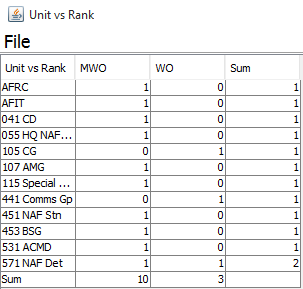 Unit vs Rank
File
Unit vs Rank MWO WO Sum
AFRC 1 0 1
AFIT 1 0 1
041 CD 1 0 1
055 HQ NAF... 1 0 1
105 CG 0 1 1
107 AMG 1 0 1
115 Special ... 1 0 1
441 Comms Gp 0 1 1
451 NAF Stn 1 0 1
453 BSG 1 0 1
531 ACMD 1 0 1
571 NAF Det 1 1 2
Sum 10 3